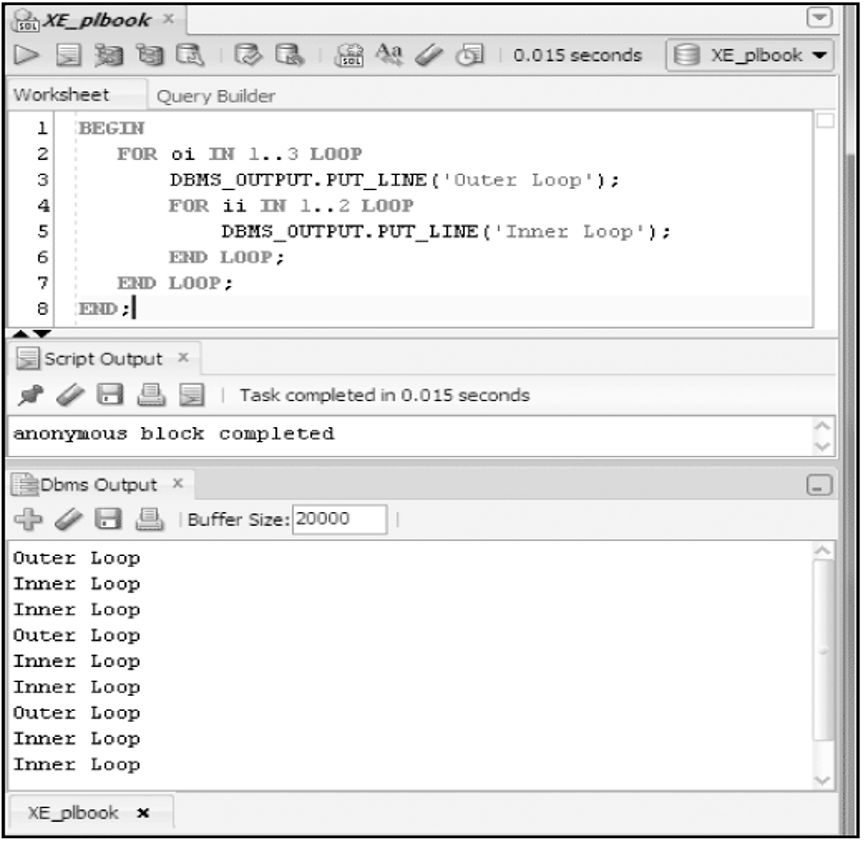 XE_plbook
0.015 seconds XE_plbook
Worksheet Query Builder
1 BEGIN
2 FOR oi IN 1..3 LOOP
3 DBMS_OUTPUT.PUT_LINE('Outer Loop');
4 FOR ii IN 1..2 LOOP
5 DBMS_OUTPUT.PUT_LINE('Inner Loop');
6 END LOOP;
7 END LOOP;
8 END;
Script Output
Task completed in 0.015 seconds
anonymous block completed
Dbms Output
Buffer Size: 20000
Outer Loop
Inner Loop
Inner Loop
Outer Loop
Inner Loop
Inner Loop
Outer Loop
Inner Loop
Inner Loop
XE_plbook